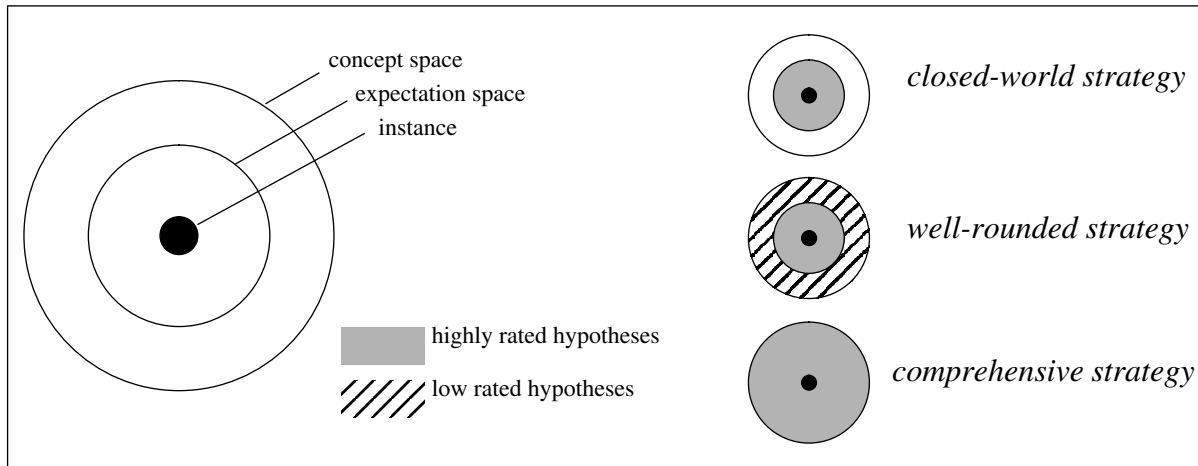 concept space
expectation space
instance
highly rated hypotheses
low rated hypotheses
closed-world strategy
well-rounded strategy
comprehensive strategy